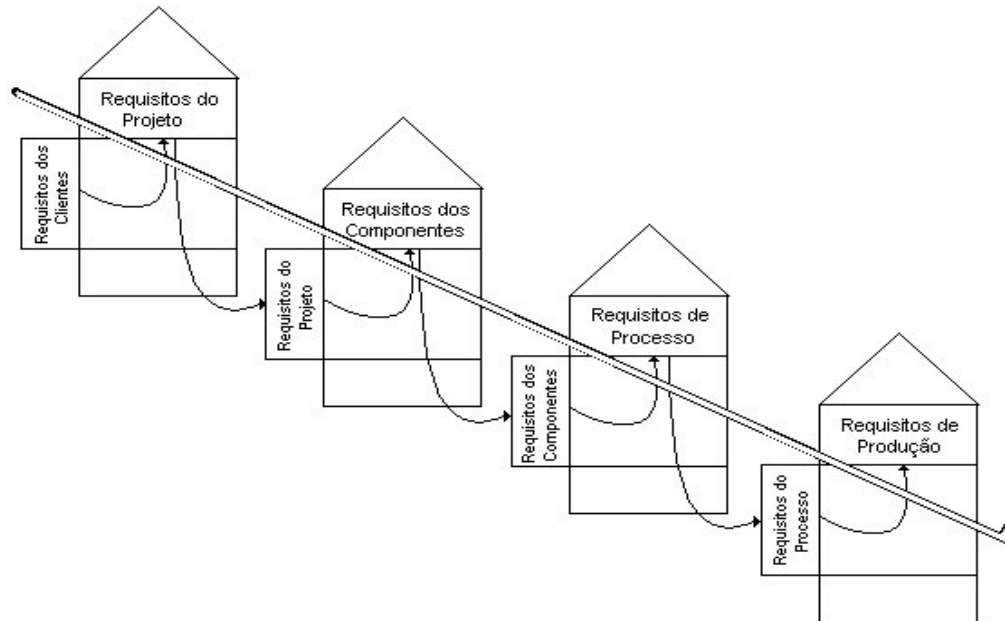 Requisitos do
Projeto
Requisitos dos
Clientes
Requisitos dos
Componentes
Requisitos do
Projeto
Requisitos de
Processo
Requisitos dos
Componentes
Requisitos de
Produção
Requisitos do
Processo